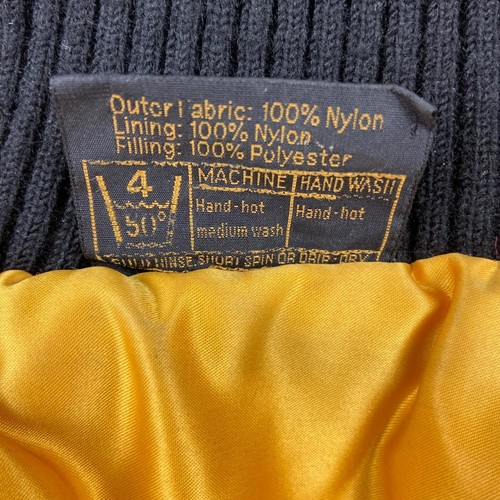 Outer Fabric: 100% Nylon
Lining: 100% Nylon
Filling: 100% Polyester
4
50°
MACHINE
HAND WASH
Hand-hot
medium wash
Hand-hot
RINSE. SHORT SPIN OR DRIP-DRY